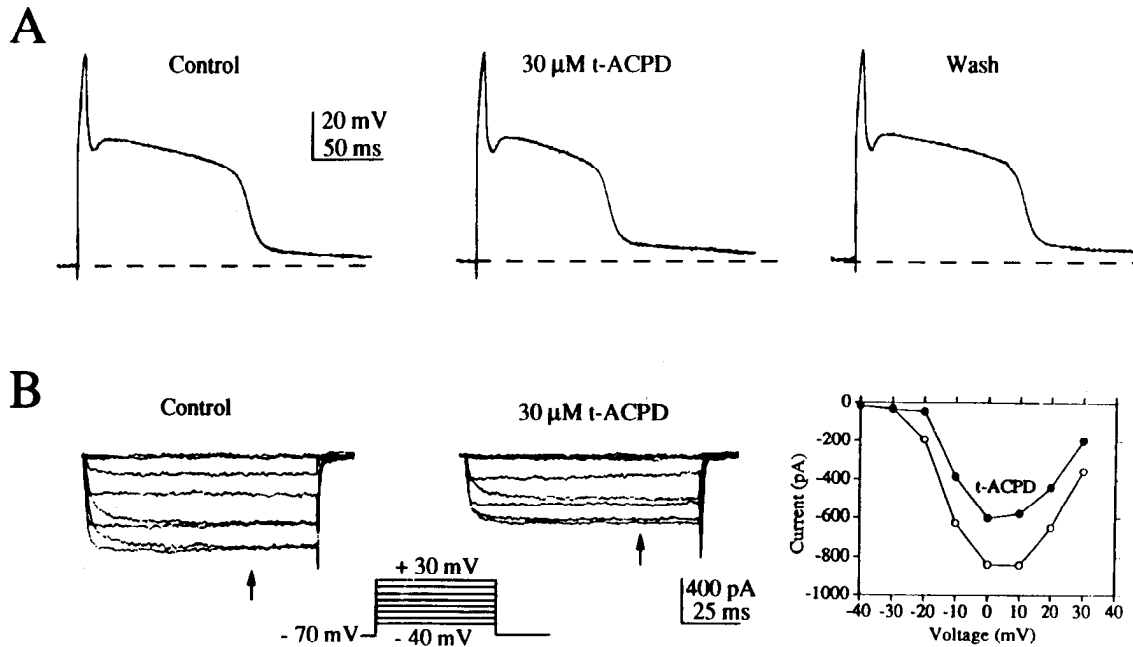 A
Control
30 μM t-ACPD
Wash
20 mV
50 ms
B
Control
30 μM t-ACPD
+ 30 mV
- 70 mV
- 40 mV
400 pA
25 ms
0
-200
-400
-600
-800
-1000
Current (pA)
t-ACPD
-40 -30 -20 -10 0 10 20 30 40
Voltage (mV)